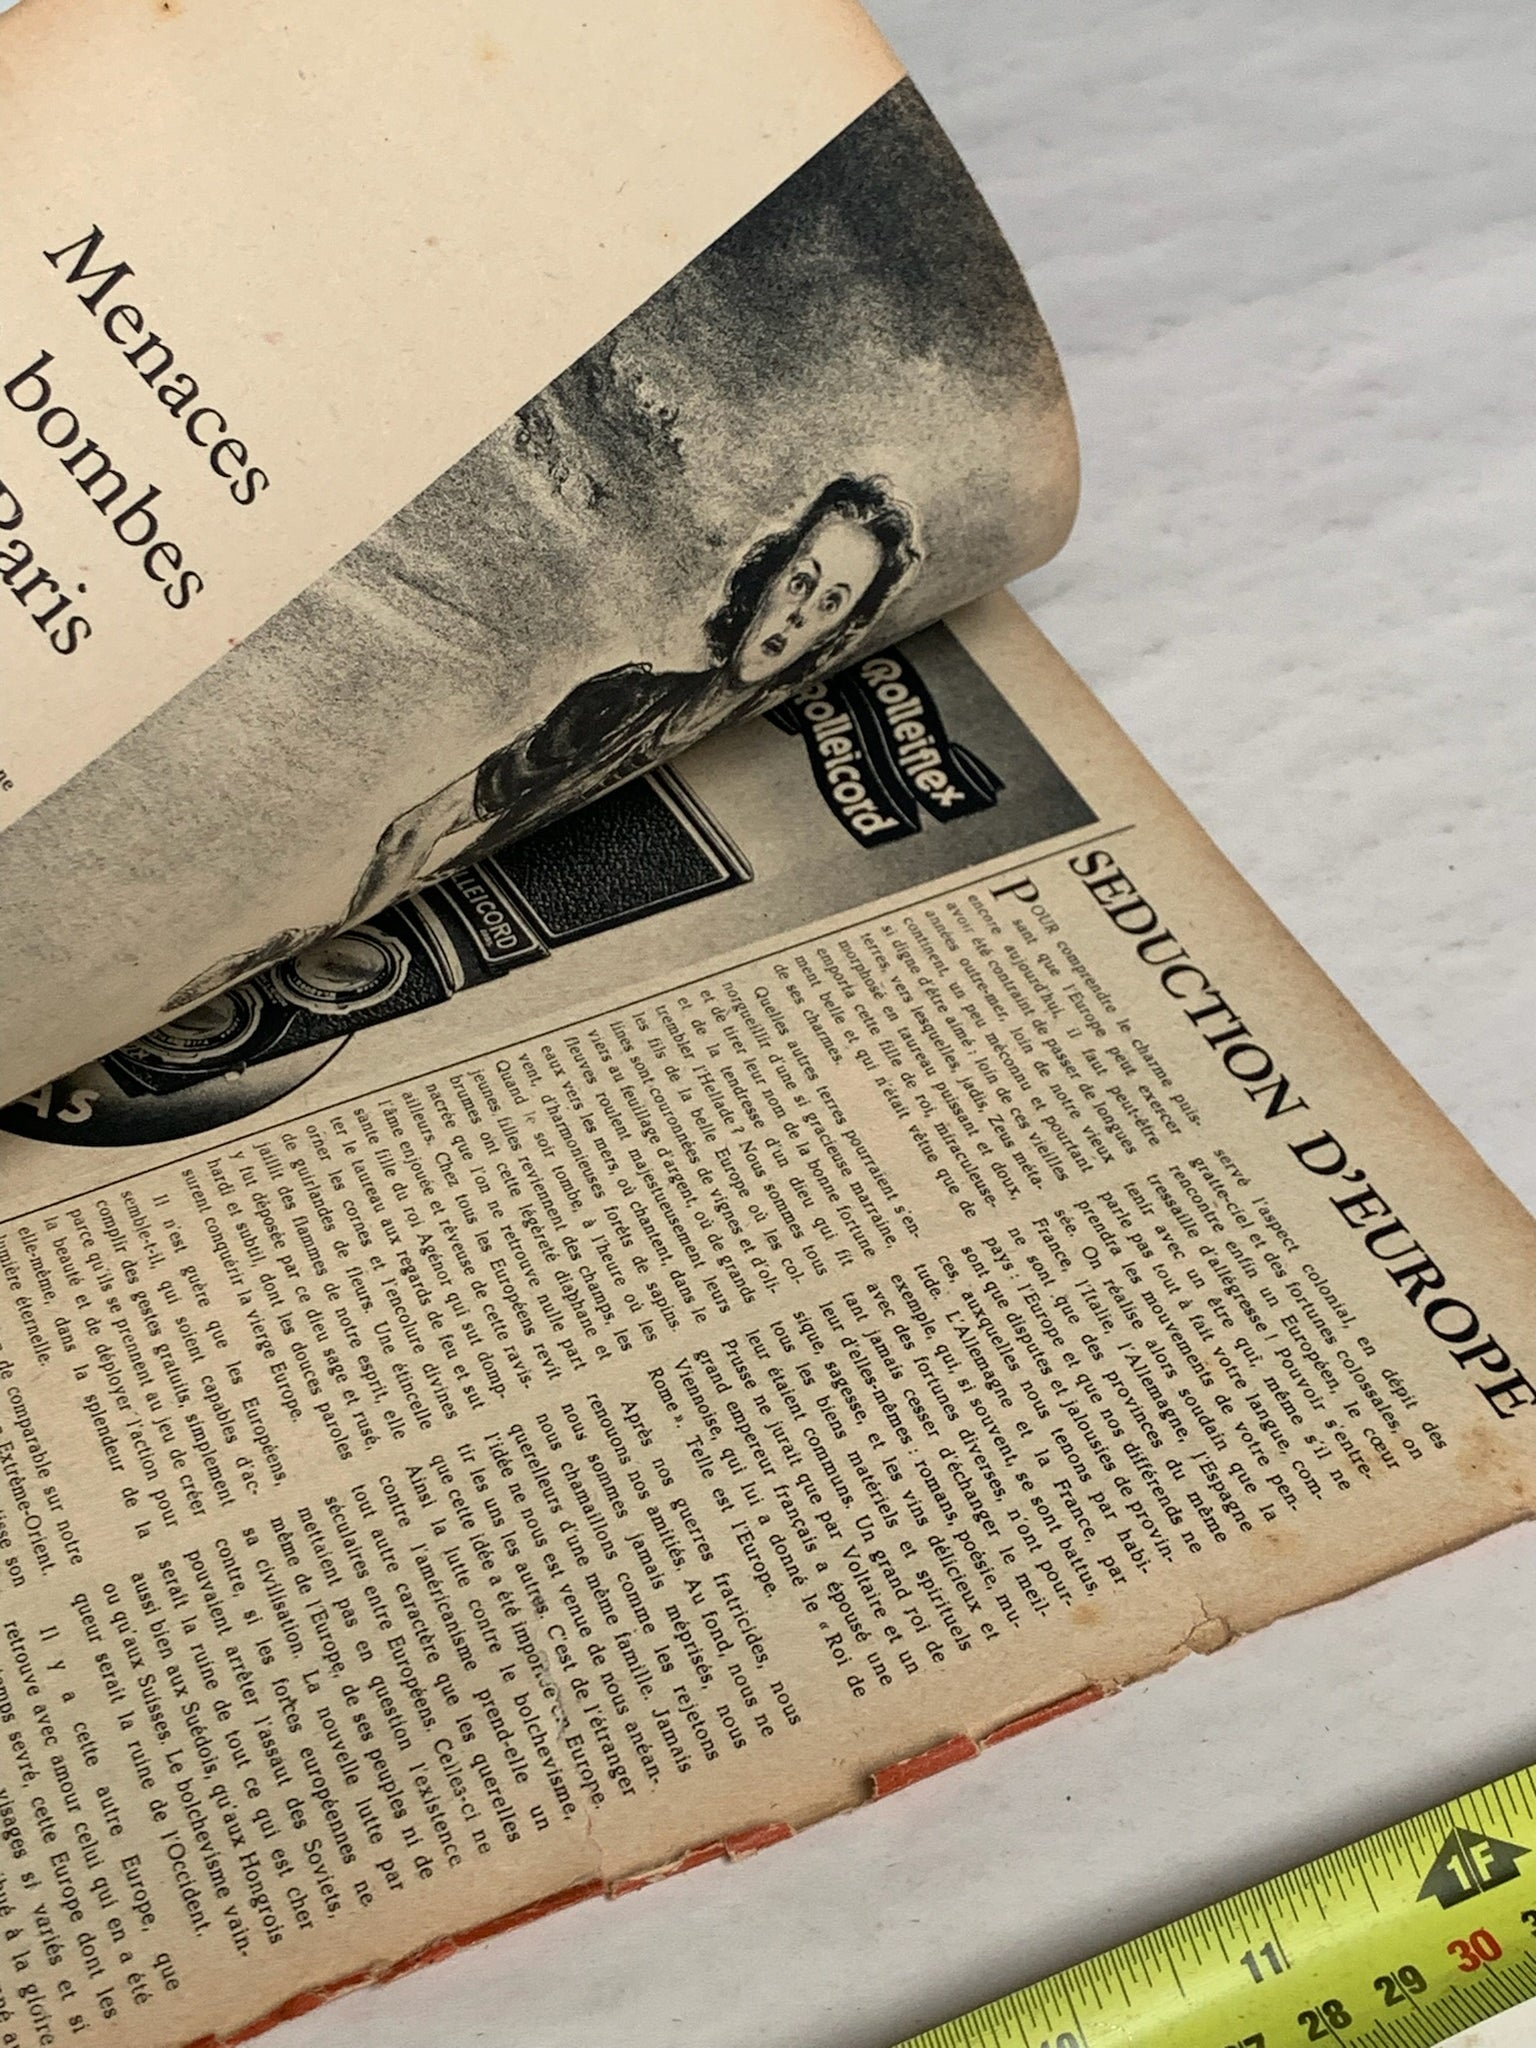 Menaces
bombes
Paris
ne
Rolleiflex
Rolleicord
LLEICORD
AS
SEDUCTION D'EUROPE
POUR comprendre le charme puis-
sant que l'Europe peut exercer
encore aujourd'hui, il faut peut-être
avoir été contraint de passer de longues
années outre-mer, loin de notre vieux
continent, un peu méconnu et pourtant
si digne d'être aimé ; loin de ces vieilles
terres, vers lesquelles, jadis, Zeus méta-
morphosé en taureau puissant et doux,
emporta cette fille de roi, miraculeuse-
ment belle et qui n'était vêtue que de
de ses charmes.
Quelles autres terres pourraient s'en-
norgueillir d'une si gracieuse marraine,
et de tirer leur nom de la bonne fortune
et de la tendresse d'un dieu qui fit
trembler l'Hellade ? Nous sommes tous
les fils de la belle Europe où les col-
lines sont couronnées de vignes et d'oli-
viers au feuillage d'argent, où de grands
fleuves roulent majestueusement leurs
eaux vers les mers, où chantent, dans le
vent, d'harmonieuses forêts de sapins.
Quand le soir tombe, à l'heure où les
jeunes filles reviennent des champs, les
brumes ont cette légèreté diaphane et
nacrée que l'on ne retrouve nulle part
ailleurs. Chez tous les Européens revit
l'âme enjouée et rêveuse de cette ravis-
sante fille du roi Agénor qui sut domp-
ter le taureau aux regards de feu et sut
orner les cornes et l'encolure divines
de guirlandes de fleurs. Une étincelle
jaillit des flammes de notre esprit, elle
y fut déposée par ce dieu sage et rusé,
hardi et subtil, dont les douces paroles
surent conquérir la vierge Europe.
Il n'est guère que les Européens,
semble-t-il, qui soient capables d'ac-
complir des gestes gratuits, simplement
parce qu'ils se prennent au jeu de créer
la beauté et de déployer l'action pour
elle-même, dans la splendeur de la
lumière éternelle.
de comparable sur notre
Extrême-Orient,
tisse son
servé l'aspect colonial, en dépit des
gratte-ciel et des fortunes colossales, on
rencontre enfin un Européen, le cœur
tressaille d'allégresse ! Pouvoir s'entre-
tenir avec un être qui, même s'il ne
parle pas tout à fait votre langue, com-
prendra les mouvements de votre pen-
sée. On réalise alors soudain que la
France, l'Italie, l'Allemagne, l'Espagne
ne sont que des provinces du même
pays : l'Europe et que nos différends ne
sont que disputes et jalousies de provin-
ces, auxquelles nous tenons par habi-
tude. L'Allemagne et la France, par
exemple, qui, si souvent, se sont battus,
avec des fortunes diverses, n'ont pour-
tant jamais cesser d'échanger le meil-
leur d'elles-mêmes : romans, poésie, mu-
sique, sagesse, et les vins délicieux et
tous les biens matériels et spirituels
leur étaient communs. Un grand roi de
Prusse ne jurait que par Voltaire et un
grand empereur français a épousé une
Viennoise, qui lui a donné le « Roi de
Rome ». Telle est l'Europe.
Après nos guerres fratricides, nous
renouons nos amitiés. Au fond, nous ne
nous sommes jamais méprisés, nous
nous chamaillons comme les rejetons
querelleurs d'une même famille. Jamais
l'idée ne nous est venue de nous anéan-
tir les uns les autres. C'est de l'étranger
que cette idée a été importée en Europe.
Ainsi la lutte contre le bolchevisme,
contre l'américanisme prend-elle un
tout autre caractère que les querelles
séculaires entre Européens. Celles-ci ne
mettaient pas en question l'existence
même de l'Europe, de ses peuples ni de
sa civilisation. La nouvelle lutte par
contre, si les forces européennes ne
pouvaient arrêter l'assaut des Soviets,
serait la ruine de tout ce qui est cher
aussi bien aux Suédois, qu'aux Hongrois
ou qu'aux Suisses. Le bolchevisme vain-
queur serait la ruine de l'Occident.
Il y a cette autre Europe, que
retrouve avec amour celui qui en a été
temps sevré, cette Europe dont les
visages si variés et si
à la gloire
1F
11
10
27
28
29
30